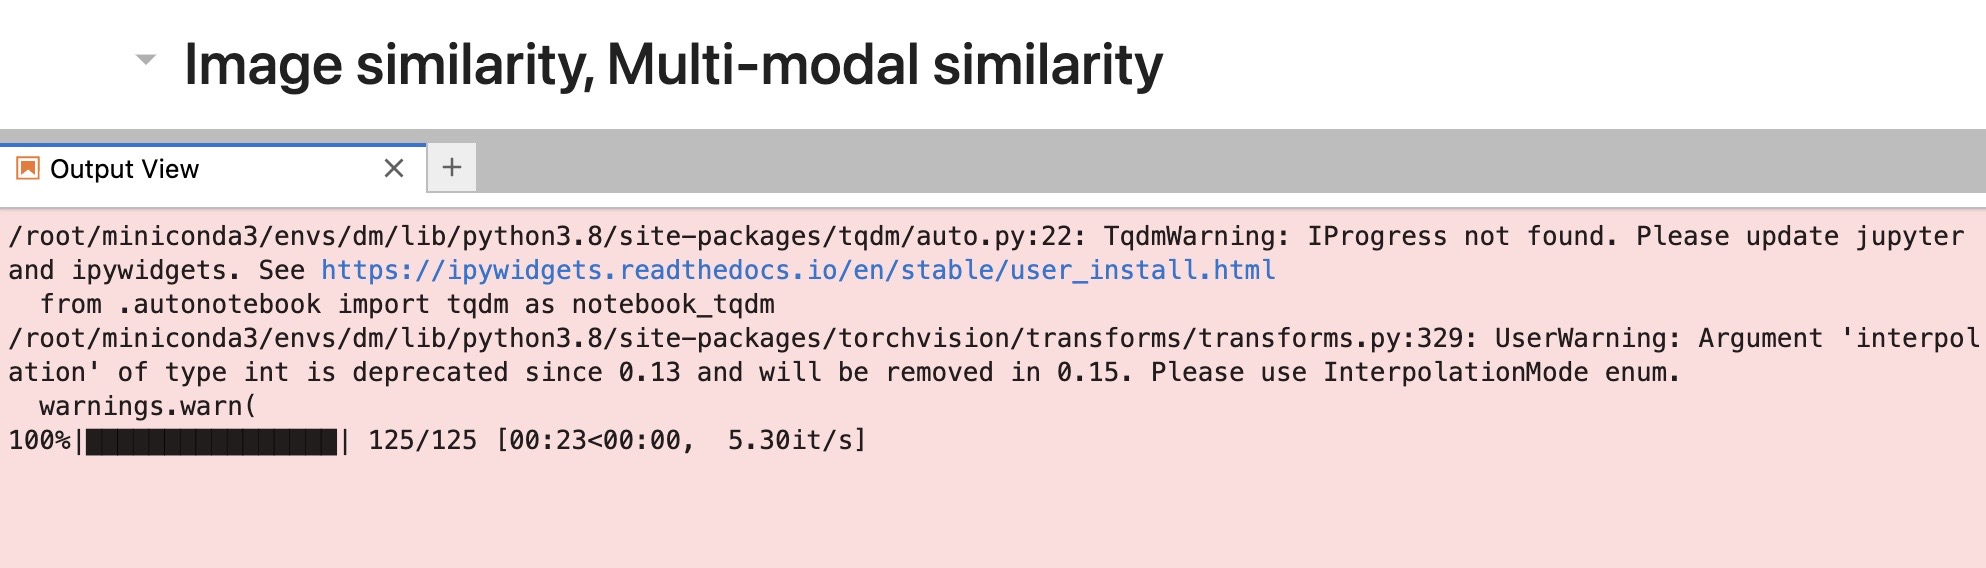 Image similarity, Multi-modal similarity
Output View
/root/miniconda3/envs/dm/lib/python3.8/site-packages/tqdm/auto.py:22: TqdmWarning: IProgress not found. Please update jupyter
and ipywidgets. See https://ipywidgets.readthedocs.io/en/stable/user_install.html
  from .autonotebook import tqdm as notebook_tqdm
/root/miniconda3/envs/dm/lib/python3.8/site-packages/torchvision/transforms/transforms.py:329: UserWarning: Argument 'interpol
ation' of type int is deprecated since 0.13 and will be removed in 0.15. Please use InterpolationMode enum.
  warnings.warn(
100%|████████████████| 125/125 [00:23<00:00,  5.30it/s]